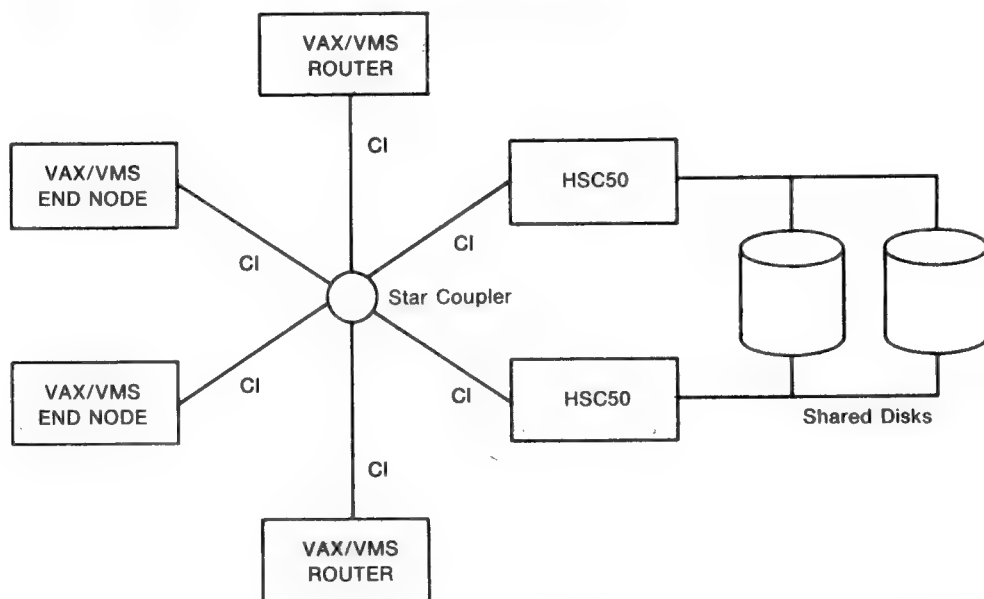 VAX/VMS
ROUTER
CI
VAX/VMS
END NODE
HSC50
CI
CI
Star Coupler
VAX/VMS
END NODE
CI
CI
HSC50
Shared Disks
CI
VAX/VMS
ROUTER